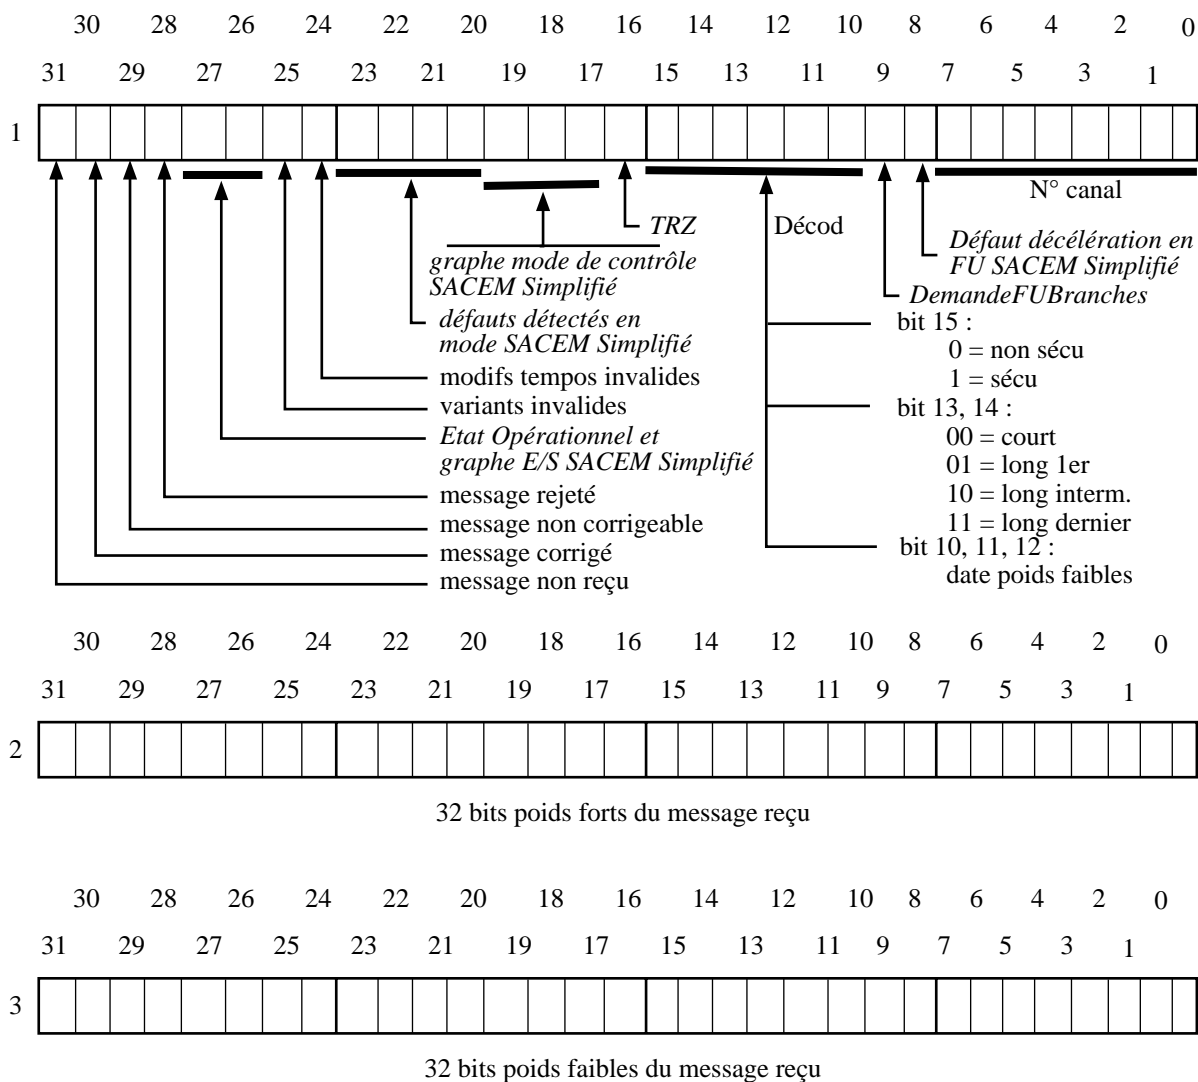 30 28 26 24 22 20 18 16 14 12 10 8 6 4 2 0
31 29 27 25 23 21 19 17 15 13 11 9 7 5 3 1
1
N° canal
TRZ
Décod
Défaut décélération en
FU SACEM Simplifié
graphe mode de contrôle
SACEM Simplifié
DemandeFUBranches
défauts détectés en
mode SACEM Simplifié
bit 15 :
0 = non sécu
1 = sécu
modifs tempos invalides
variants invalides
bit 13, 14 :
Etat Opérationnel et
graphe E/S SACEM Simplifié
00 = court
01 = long 1er
10 = long interm.
11 = long dernier
message rejeté
message non corrigeable
message corrigé
message non reçu
bit 10, 11, 12 :
date poids faibles
30 28 26 24 22 20 18 16 14 12 10 8 6 4 2 0
31 29 27 25 23 21 19 17 15 13 11 9 7 5 3 1
2
32 bits poids forts du message reçu
30 28 26 24 22 20 18 16 14 12 10 8 6 4 2 0
31 29 27 25 23 21 19 17 15 13 11 9 7 5 3 1
3
32 bits poids faibles du message reçu